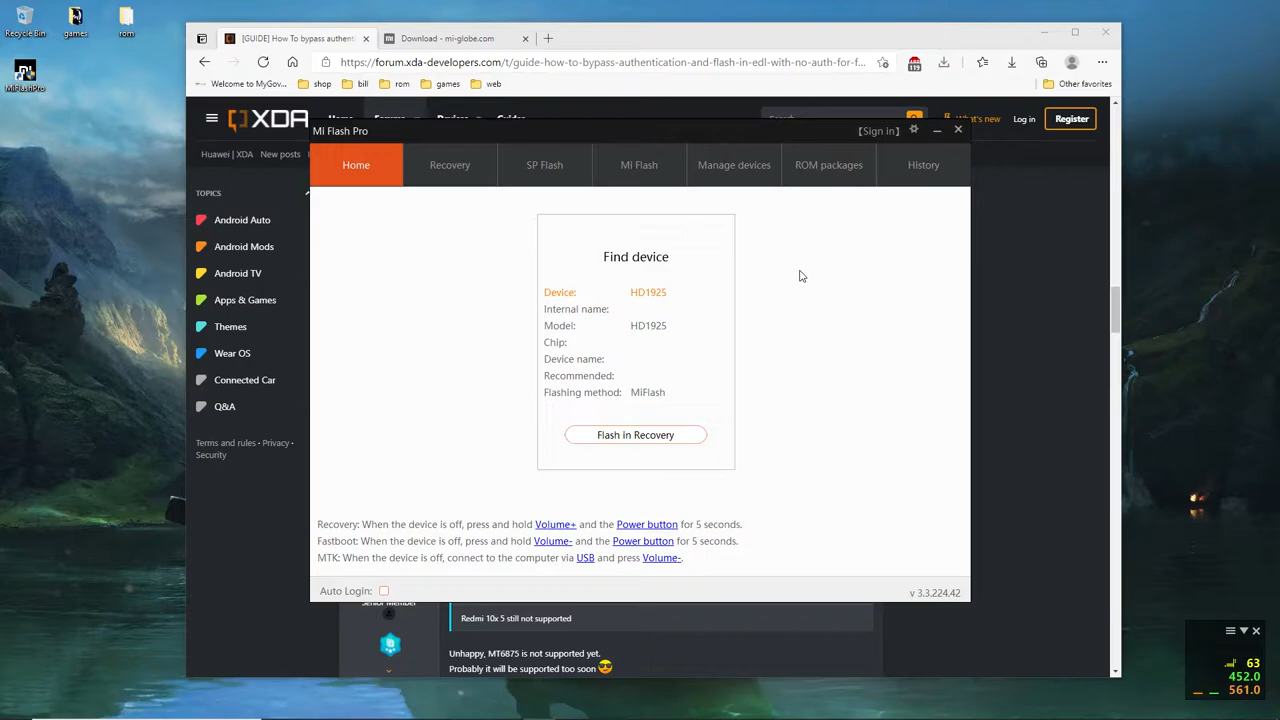 Recycle Bin
games
rom
MiFlashPro
[GUIDE] How To bypass authenti
Download - mi-globe.com
https://forum.xda-developers.com/t/guide-how-to-bypass-authentication-and-flash-in-edl-with-no-auth-for-f...
119
Welcome to MyGov...
shop
bill
rom
games
web
Other favorites
XDA
Home
Forums
Devices
Guides
What's new
Log in
Register
Huawei | XDA New posts
TOPICS
Android Auto
Android Mods
Android TV
Apps & Games
Themes
Wear OS
Connected Car
Q&A
Terms and rules · Privacy ·
Security
Mi Flash Pro
[Sign in]
Home
Recovery
SP Flash
Mi Flash
Manage devices
ROM packages
History
Find device
Device: HD1925
Internal name:
Model: HD1925
Chip:
Device name:
Recommended:
Flashing method: MiFlash
Flash in Recovery
Recovery: When the device is off, press and hold Volume+ and the Power button for 5 seconds.
Fastboot: When the device is off, press and hold Volume- and the Power button for 5 seconds.
MTK: When the device is off, connect to the computer via USB and press Volume-.
Auto Login:
v 3.3.224.42
Senior Member
Redmi 10x 5 still not supported
Unhappy, MT6875 is not supported yet.
Probably it will be supported too soon
63
452.0
561.0